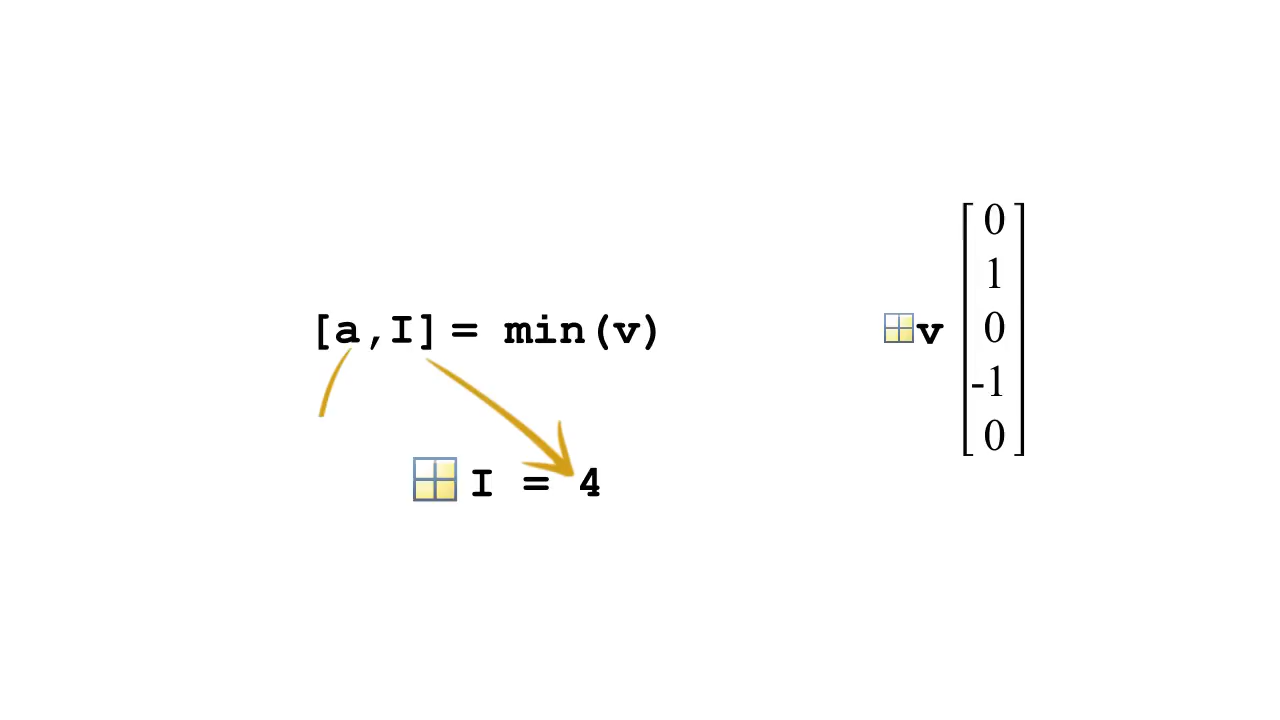 [a,I] = min(v)
I = 4
v
0
1
0
-1
0